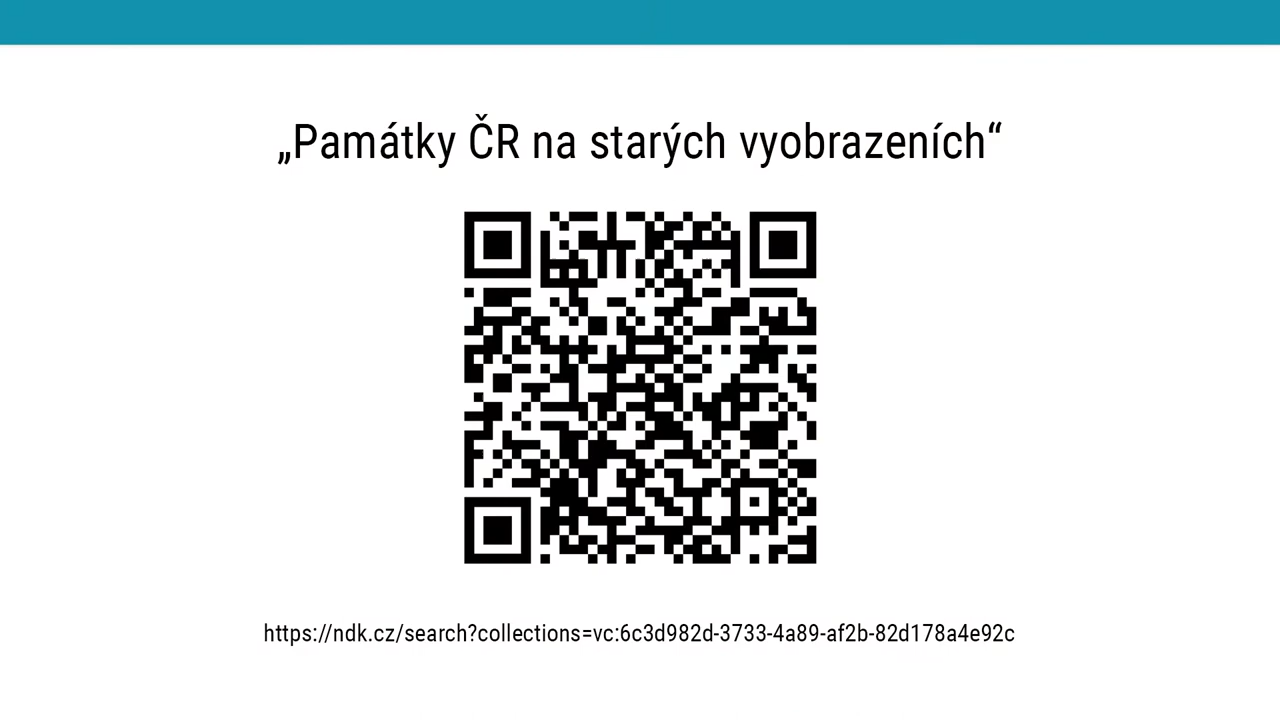 „Památky ČR na starých vyobrazeních“
https://ndk.cz/search?collections=vc:6c3d982d-3733-4a89-af2b-82d178a4e92c